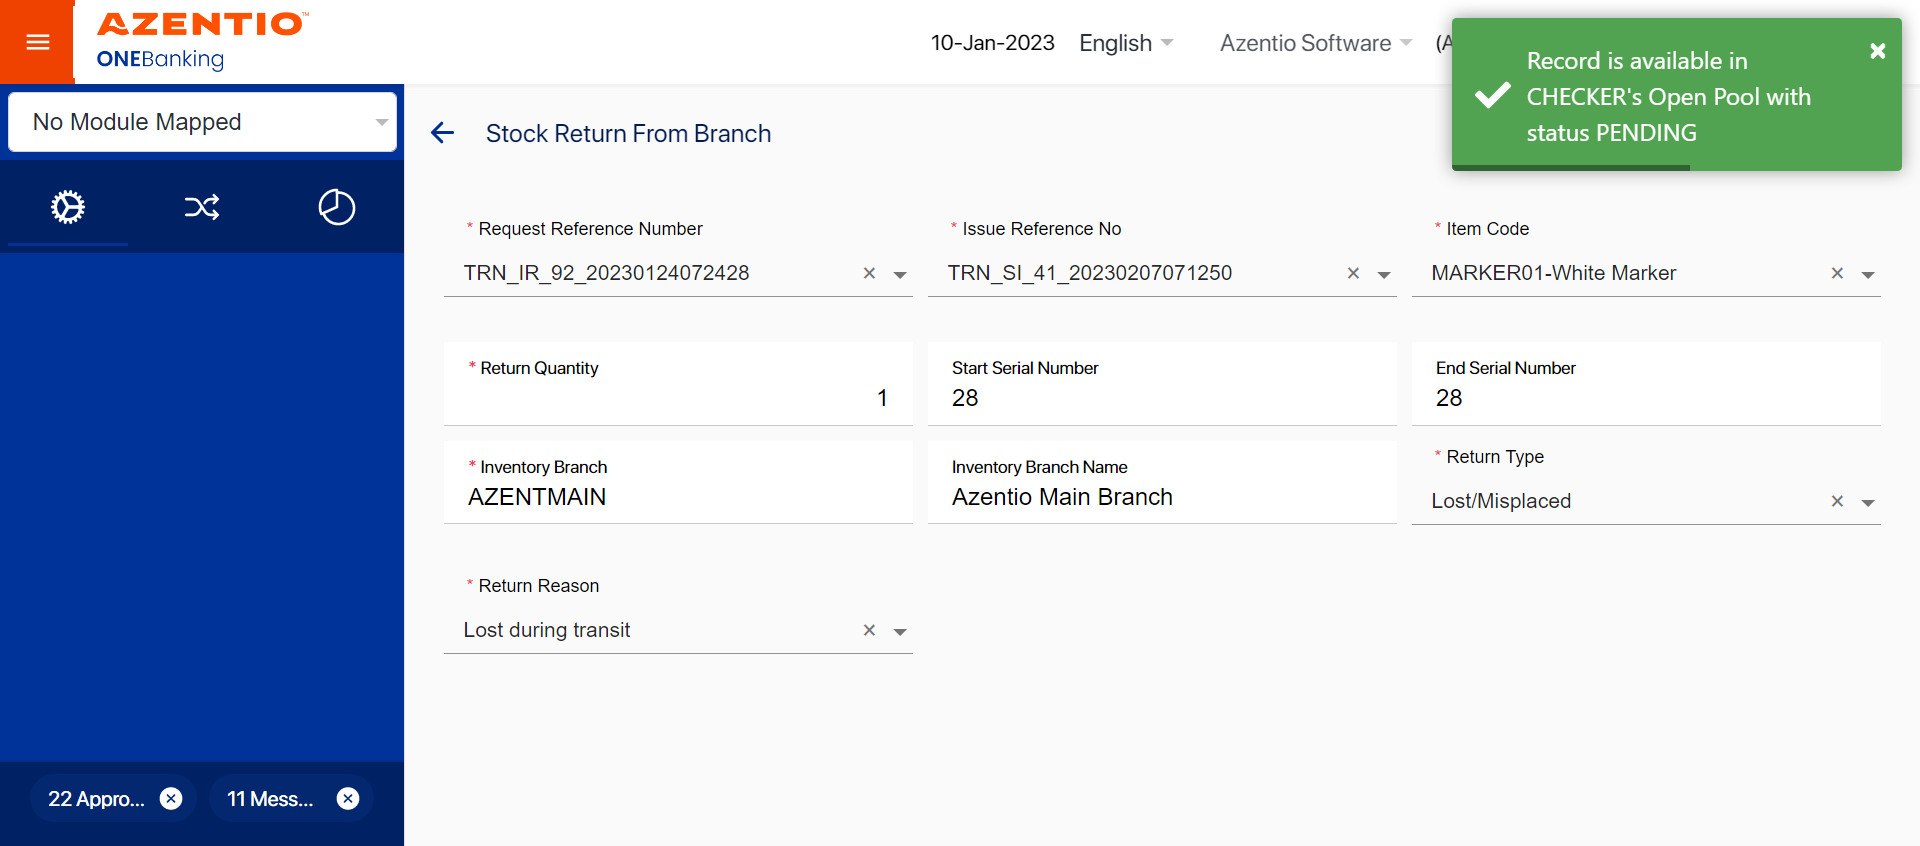 AZENTIO™
ONEBanking
10-Jan-2023 English Azentio Software (A
Record is available in
CHECKER's Open Pool with
status PENDING
No Module Mapped
Stock Return From Branch
* Request Reference Number
TRN_IR_92_20230124072428
* Issue Reference No
TRN_SI_41_20230207071250
* Item Code
MARKER01-White Marker
* Return Quantity
1
Start Serial Number
28
End Serial Number
28
* Inventory Branch
AZENTMAIN
Inventory Branch Name
Azentio Main Branch
* Return Type
Lost/Misplaced
* Return Reason
Lost during transit
22 Appro...
11 Mess...